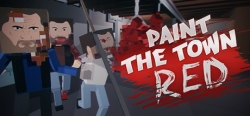 PAINT
THE TOWN
RED